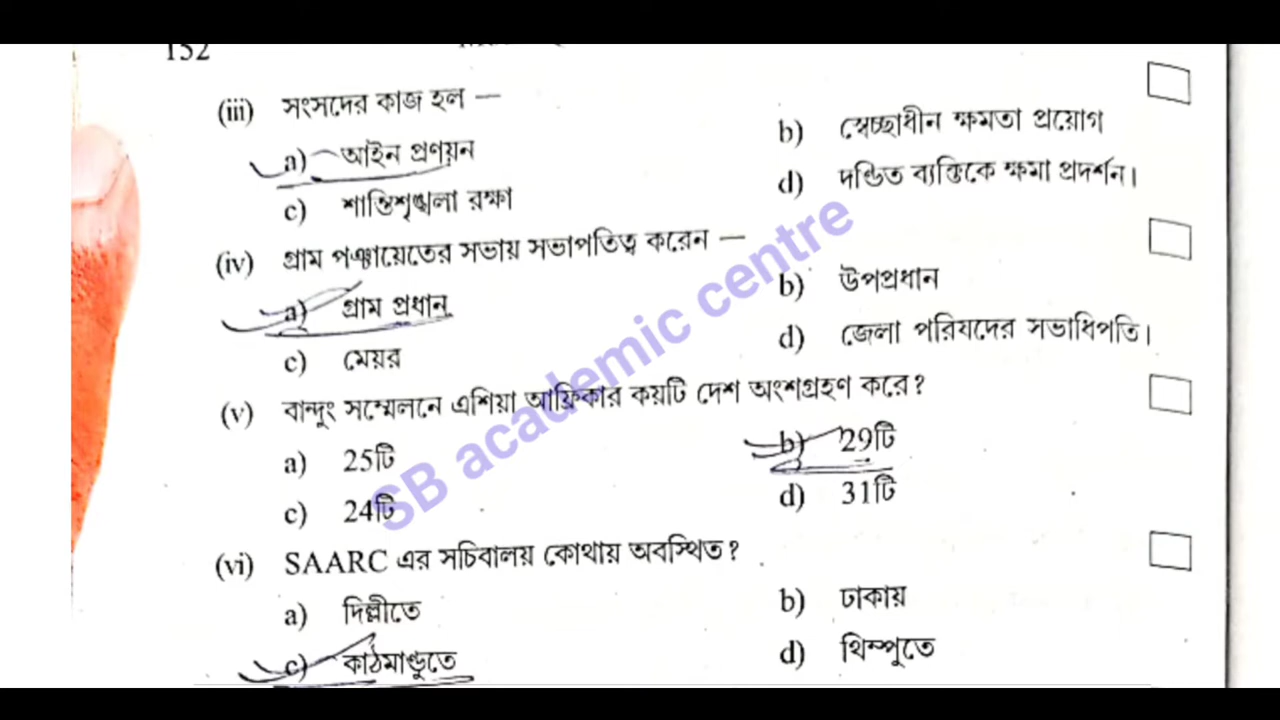 152
(iii) সংসদের কাজ হল —
a) আইন প্রণয়ন
b) স্বেচ্ছাধীন ক্ষমতা প্রয়োগ
c) শান্তিশৃঙ্খলা রক্ষা
d) দণ্ডিত ব্যক্তিকে ক্ষমা প্রদর্শন।
(iv) গ্রাম পঞ্চায়েতের সভায় সভাপতিত্ব করেন —
a) গ্রাম প্রধান
b) উপপ্রধান
c) মেয়র
d) জেলা পরিষদের সভাধিপতি।
(v) বান্দুং সম্মেলনে এশিয়া আফ্রিকার কয়টি দেশ অংশগ্রহণ করে?
a) 25টি
b) 29টি
c) 24টি
d) 31টি
(vi) SAARC এর সচিবালয় কোথায় অবস্থিত?
a) দিল্লীতে
b) ঢাকায়
c) কাঠমাণ্ডুতে
d) থিম্পুতে
SB academic centre